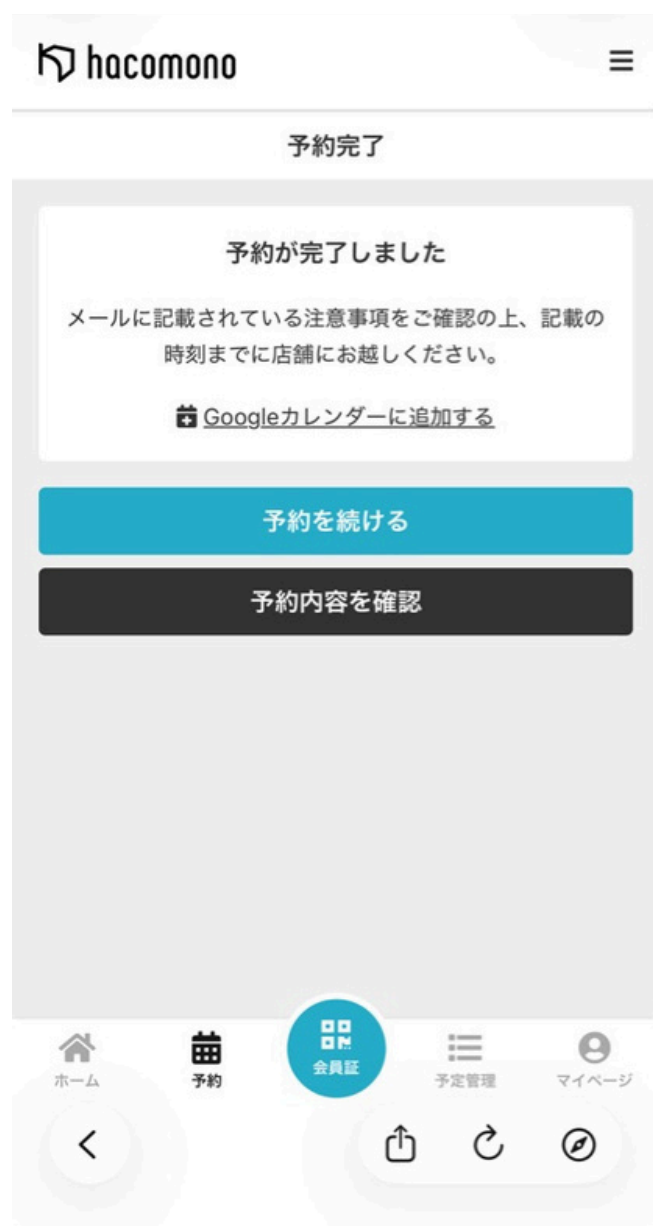 hacomono
予約完了
予約が完了しました
メールに記載されている注意事項をご確認の上、記載の
時刻までに店舗にお越しください。
Googleカレンダーに追加する
予約を続ける
予約内容を確認
ホーム
予約
会員証
予定管理
マイページ